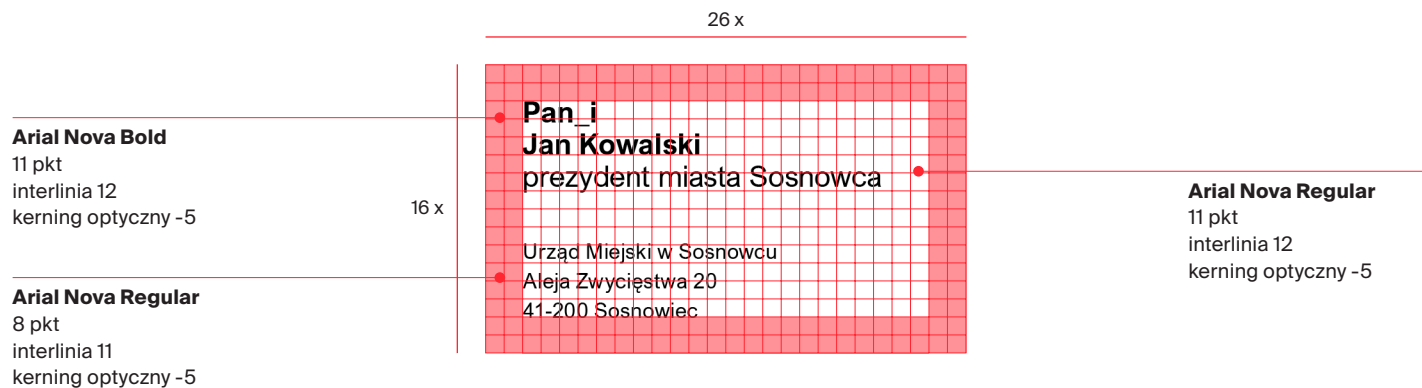 26 x
Arial Nova Bold
11 pkt
interlinia 12
kerning optyczny -5
16 x
Pan_i
Jan Kowalski
prezydent miasta Sosnowca
Urząd Miejski w Sosnowcu
Aleja Zwycięstwa 20
41-200 Sosnowiec
Arial Nova Regular
11 pkt
interlinia 12
kerning optyczny -5
Arial Nova Regular
8 pkt
interlinia 11
kerning optyczny -5